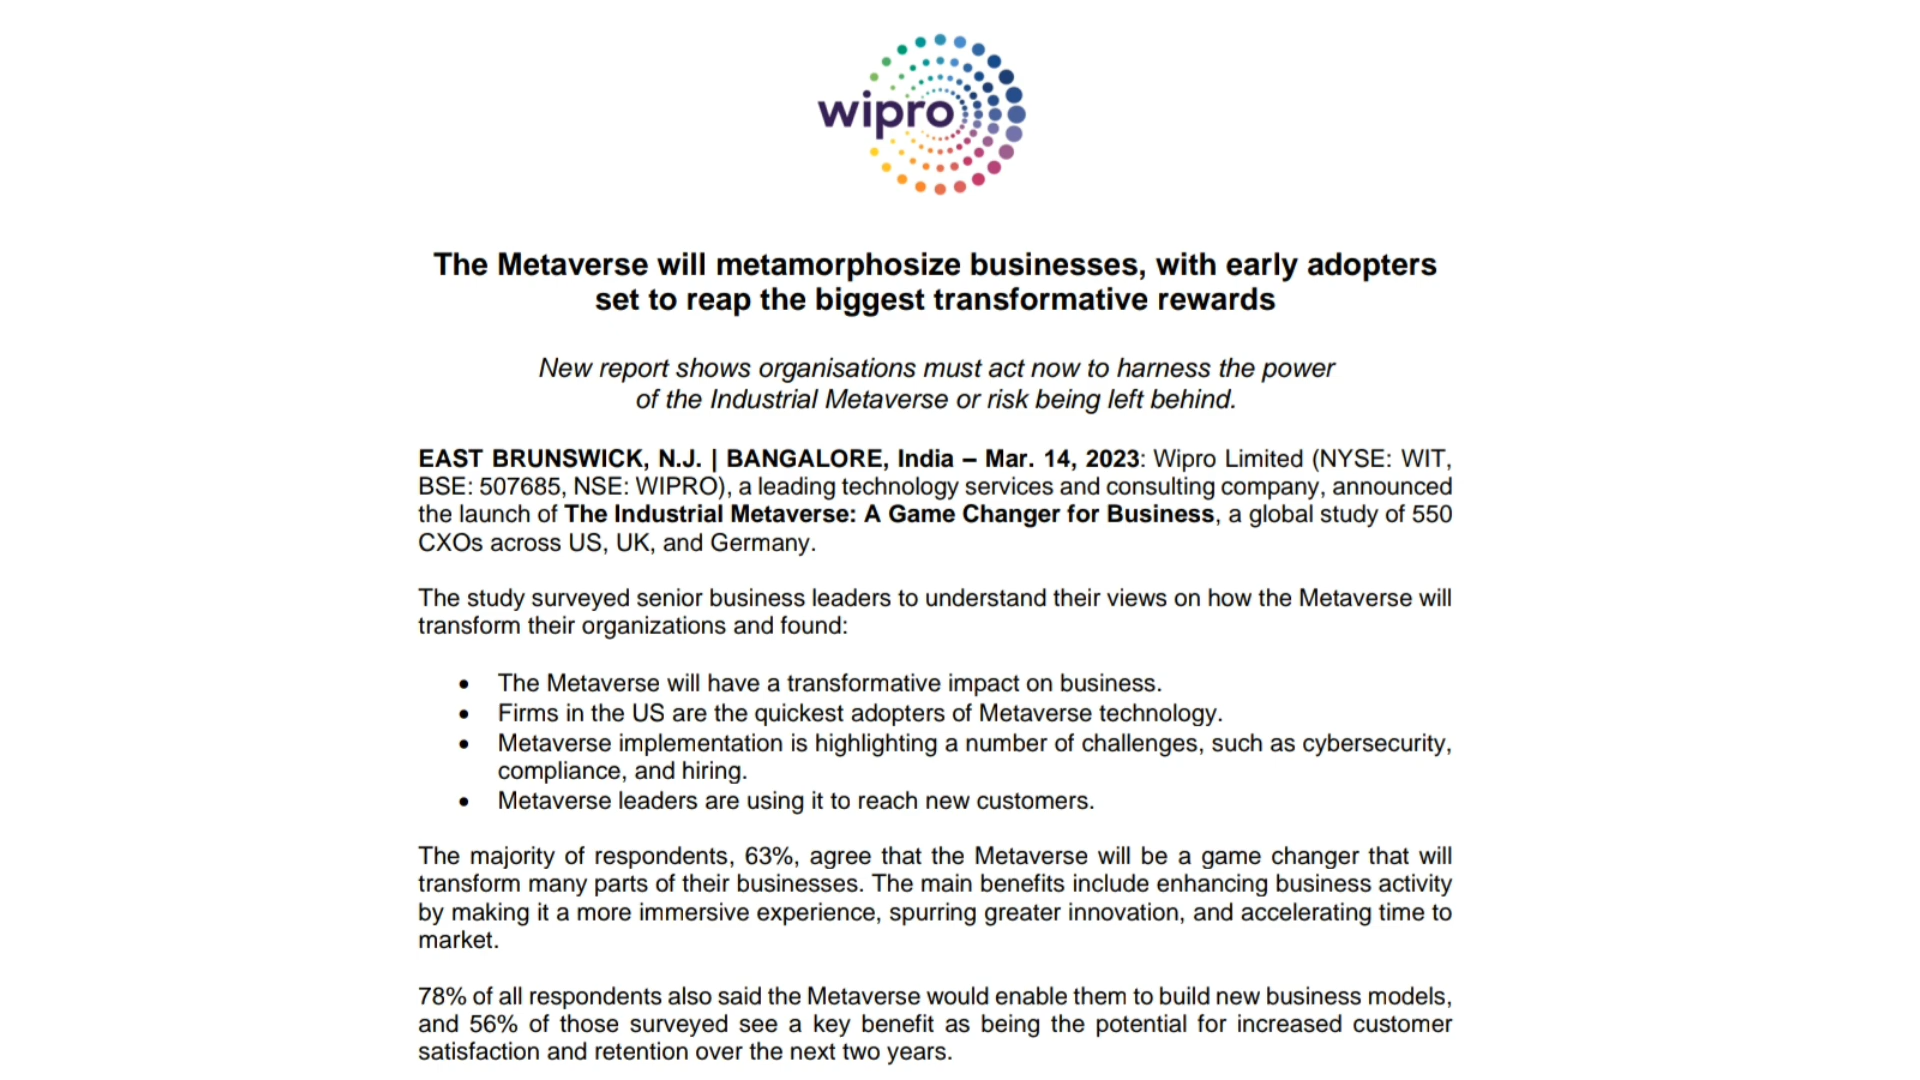 wipro
The Metaverse will metamorphosize businesses, with early adopters
set to reap the biggest transformative rewards
New report shows organisations must act now to harness the power
of the Industrial Metaverse or risk being left behind.
EAST BRUNSWICK, N.J. | BANGALORE, India – Mar. 14, 2023: Wipro Limited (NYSE: WIT,
BSE: 507685, NSE: WIPRO), a leading technology services and consulting company, announced
the launch of The Industrial Metaverse: A Game Changer for Business, a global study of 550
CXOs across US, UK, and Germany.
The study surveyed senior business leaders to understand their views on how the Metaverse will
transform their organizations and found:
• The Metaverse will have a transformative impact on business.
• Firms in the US are the quickest adopters of Metaverse technology.
• Metaverse implementation is highlighting a number of challenges, such as cybersecurity,
compliance, and hiring.
• Metaverse leaders are using it to reach new customers.
The majority of respondents, 63%, agree that the Metaverse will be a game changer that will
transform many parts of their businesses. The main benefits include enhancing business activity
by making it a more immersive experience, spurring greater innovation, and accelerating time to
market.
78% of all respondents also said the Metaverse would enable them to build new business models,
and 56% of those surveyed see a key benefit as being the potential for increased customer
satisfaction and retention over the next two years.